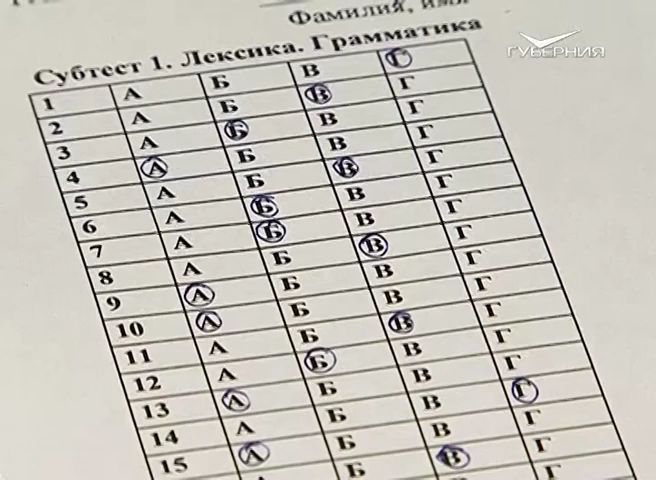 Фамилия, имя
ГУБЕРНИЯ
Субтест 1. Лексика. Грамматика
1 А Б В Г
2 А Б В Г
3 А Б В Г
4 А Б В Г
5 А Б В Г
6 А Б В Г
7 А Б В Г
8 А Б В Г
9 А Б В Г
10 А Б В Г
11 А Б В Г
12 А Б В Г
13 А Б В Г
14 А Б В Г
15 А Б В Г
Б В Г